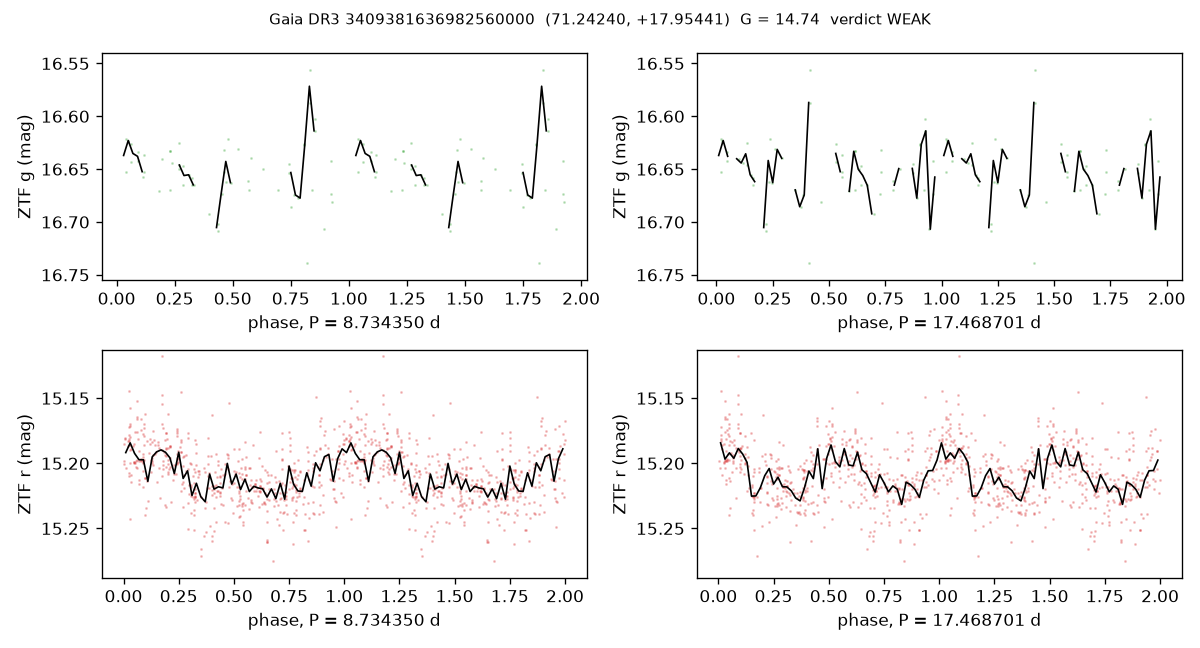 Gaia DR3 3409381636982560000  (71.24240, +17.95441)  G = 14.74  verdict WEAK
ZTF g (mag)
16.55
16.60
16.65
16.70
16.75
0.00 0.25 0.50 0.75 1.00 1.25 1.50 1.75 2.00
phase, P = 8.734350 d
ZTF g (mag)
16.55
16.60
16.65
16.70
16.75
0.00 0.25 0.50 0.75 1.00 1.25 1.50 1.75 2.00
phase, P = 17.468701 d
ZTF r (mag)
15.15
15.20
15.25
0.00 0.25 0.50 0.75 1.00 1.25 1.50 1.75 2.00
phase, P = 8.734350 d
ZTF r (mag)
15.15
15.20
15.25
0.00 0.25 0.50 0.75 1.00 1.25 1.50 1.75 2.00
phase, P = 17.468701 d